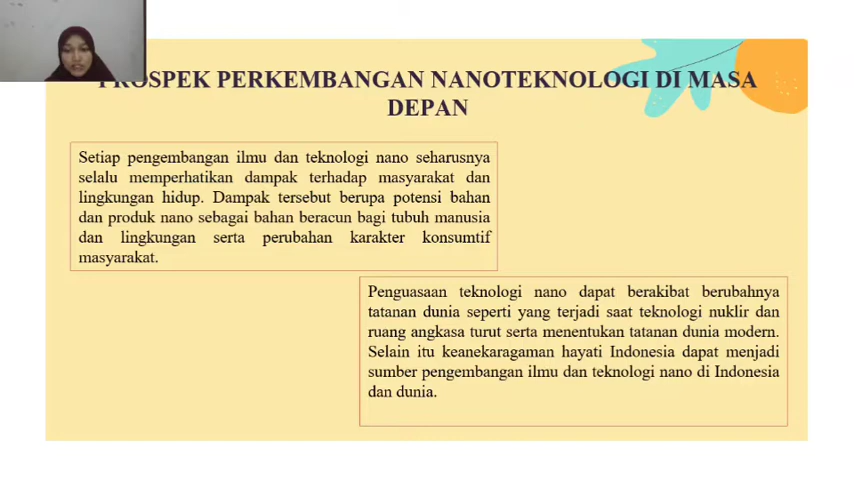 PROSPEK PERKEMBANGAN NANOTEKNOLOGI DI MASA
DEPAN
Setiap pengembangan ilmu dan teknologi nano seharusnya
selalu memperhatikan dampak terhadap masyarakat dan
lingkungan hidup. Dampak tersebut berupa potensi bahan
dan produk nano sebagai bahan beracun bagi tubuh manusia
dan lingkungan serta perubahan karakter konsumtif
masyarakat.
Penguasaan teknologi nano dapat berakibat berubahnya
tatanan dunia seperti yang terjadi saat teknologi nuklir dan
ruang angkasa turut serta menentukan tatanan dunia modern.
Selain itu keanekaragaman hayati Indonesia dapat menjadi
sumber pengembangan ilmu dan teknologi nano di Indonesia
dan dunia.